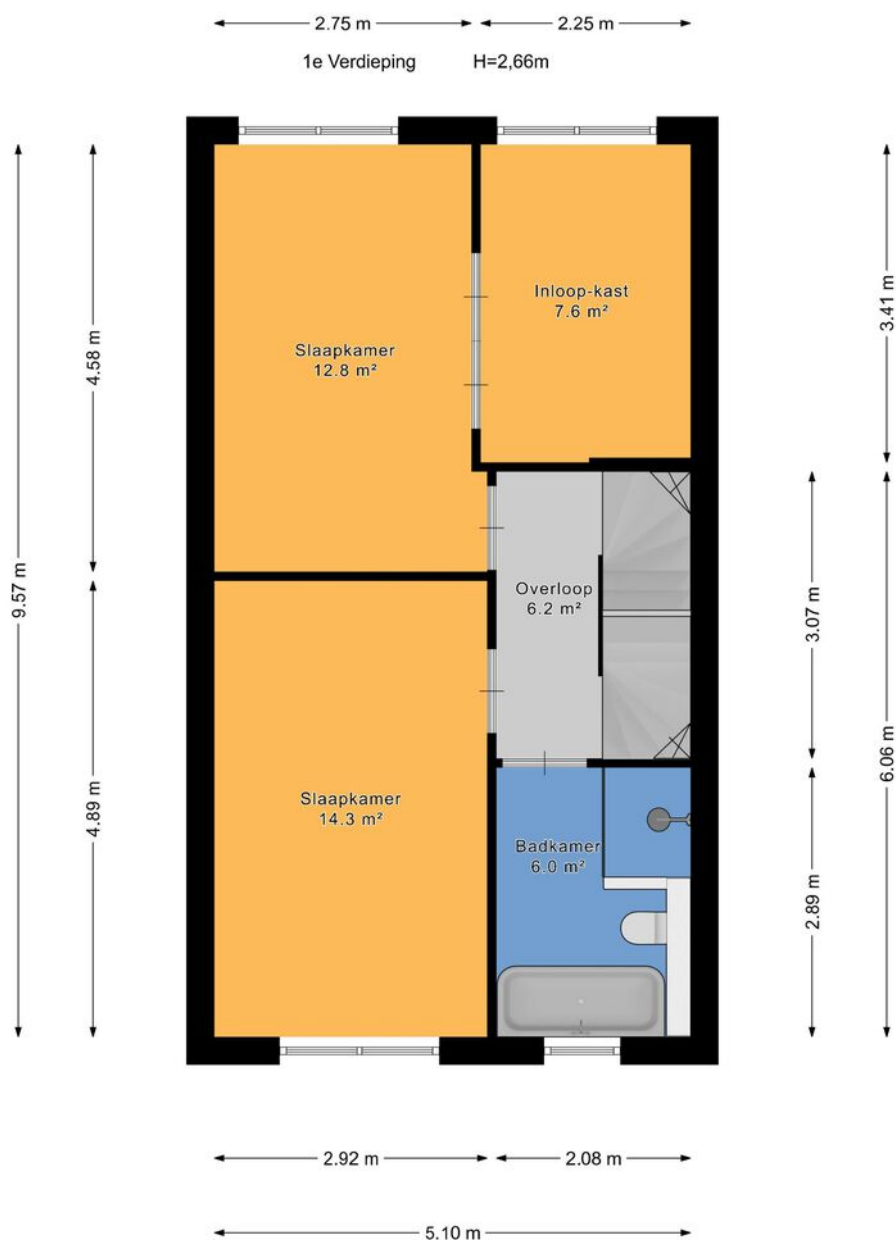 2.75 m
2.25 m
1e Verdieping H=2,66m
Inloop-kast
7.6 m²
3.41 m
Slaapkamer
12.8 m²
4.58 m
9.57 m
Overloop
6.2 m²
3.07 m
6.06 m
Slaapkamer
14.3 m²
4.89 m
Badkamer
6.0 m²
2.89 m
2.92 m
2.08 m
5.10 m